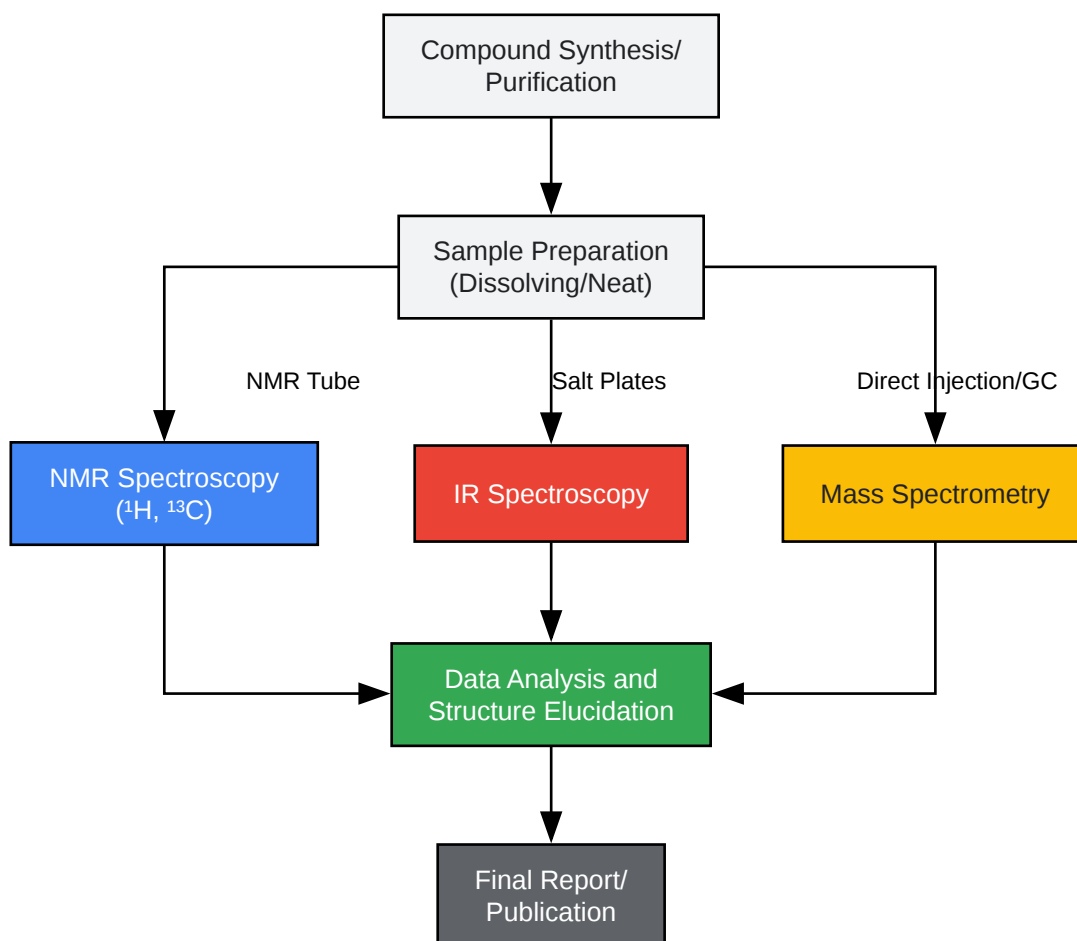 Compound Synthesis/
Purification
Sample Preparation
(Dissolving/Neat)
NMR Tube
Salt Plates
Direct Injection/GC
NMR Spectroscopy
(¹H, ¹³C)
IR Spectroscopy
Mass Spectrometry
Data Analysis and
Structure Elucidation
Final Report/
Publication